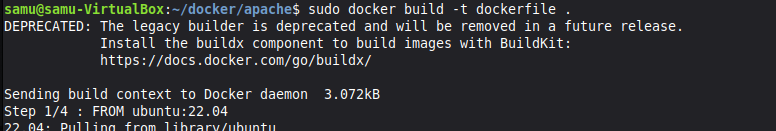 samu@samu-VirtualBox:~/docker/apache$ sudo docker build -t dockerfile .
DEPRECATED: The legacy builder is deprecated and will be removed in a future release.
Install the buildx component to build images with BuildKit:
https://docs.docker.com/go/buildx/
Sending build context to Docker daemon 3.072kB
Step 1/4 : FROM ubuntu:22.04
22.04: Pulling from library/ubuntu